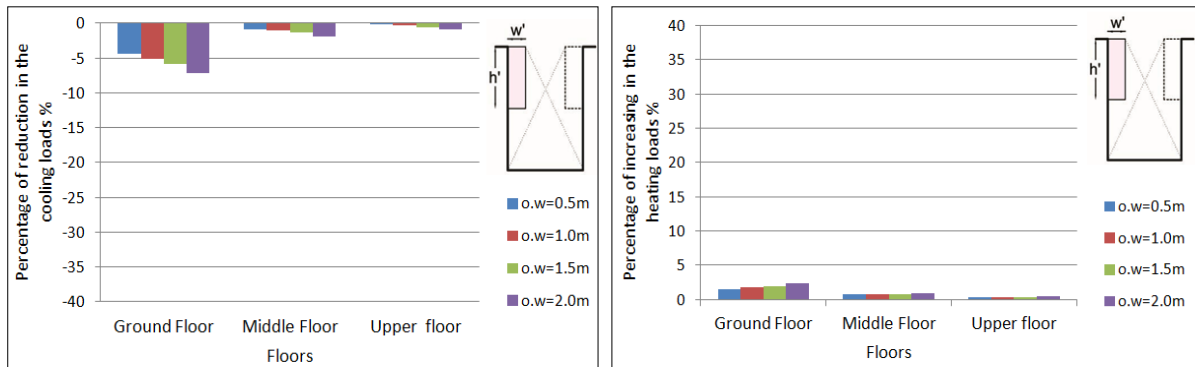 Percentage of reduction in the
cooling loads %
0
-5
-10
-15
-20
-25
-30
-35
-40
Ground Floor
Middle Floor
Upper floor
Floors
w'
h'
o.w=0.5m
o.w=1.0m
o.w=1.5m
o.w=2.0m
Percentage of increasing in the
heating loads %
40
35
30
25
20
15
10
5
0
Ground Floor
Middle Floor
Upper floor
Floors
w'
h'
o.w=0.5m
o.w=1.0m
o.w=1.5m
o.w=2.0m